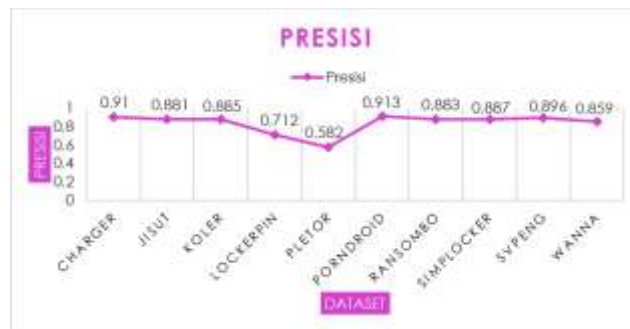 PRESISI
Presisi
0.91 0.881 0.885 0.712 0.582 0.913 0.883 0.887 0.896 0.859
1
0.8
0.6
0.4
0.2
0
PRESISI
CHARGER JISUT KOLER LOCKERPIN PLETOR PORNDROID RANSOMBO SIMPLOCKER SVPENG WANNA
DATASET